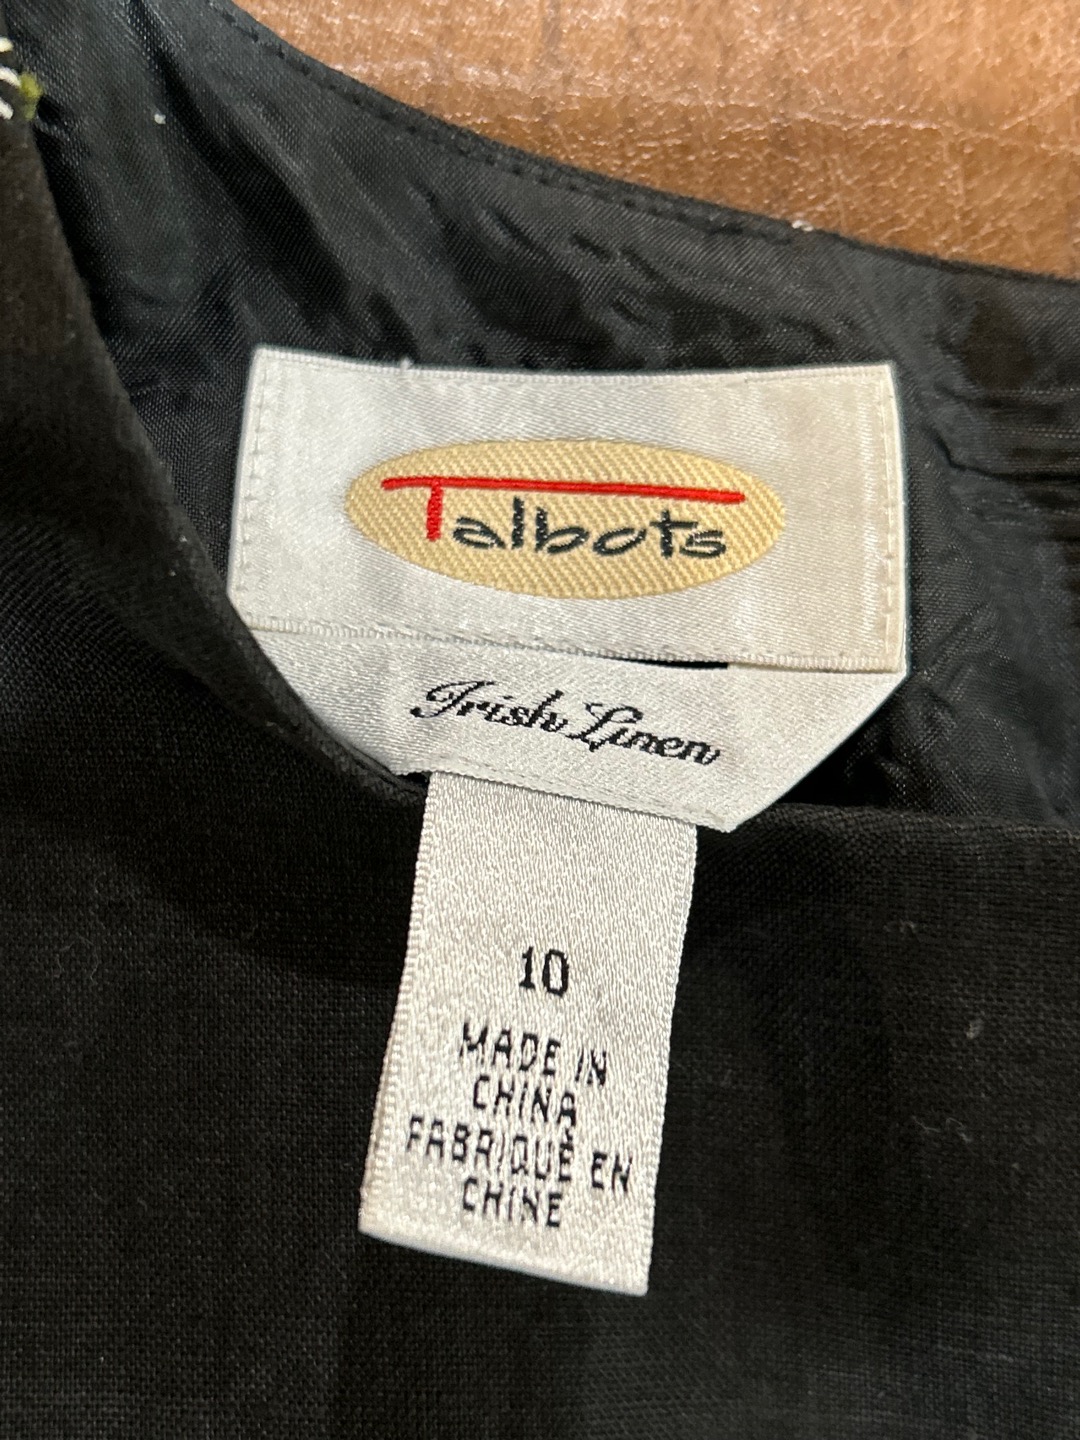 Talbots
Irish Linen
10
MADE IN
CHINA
FABRIQUÉ EN
CHINE